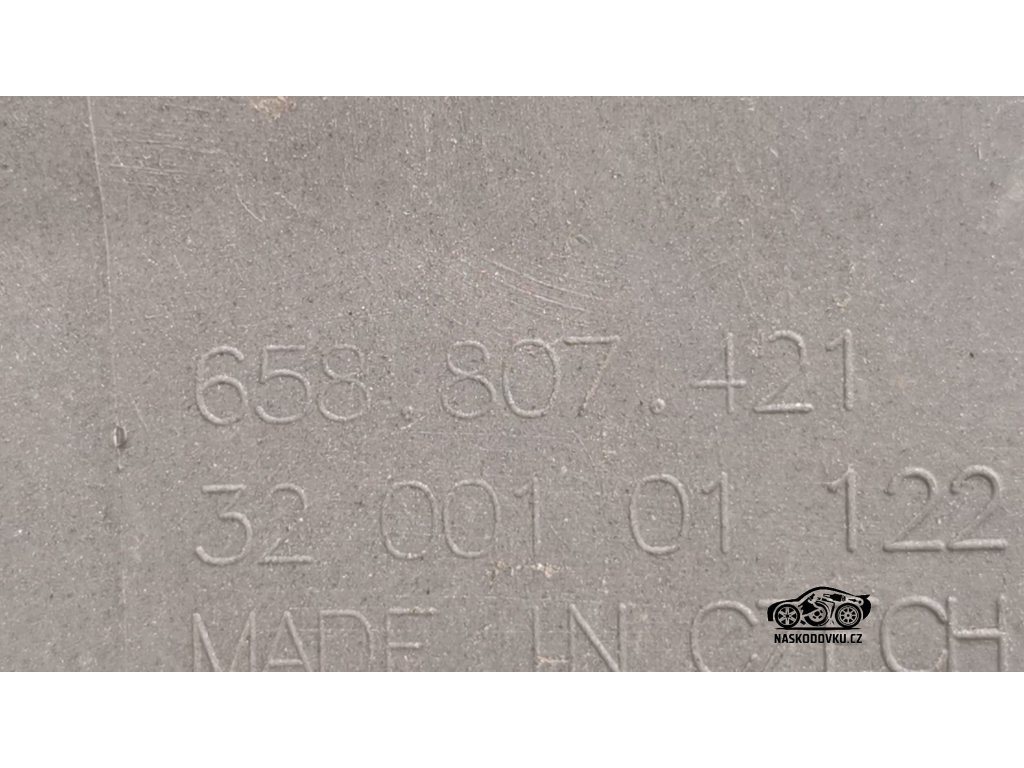 658.807.421
32 001 01 122
MADE IN CZECH
NASKODOVKU.CZ